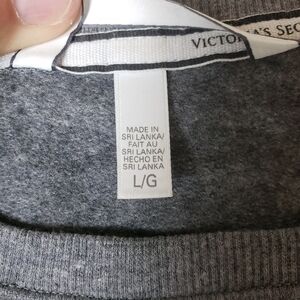 VICTORIA'S SEC
MADE IN
SRI LANKA/
FAIT AU
SRI LANKA/
HECHO EN
SRI LANKA
L/G